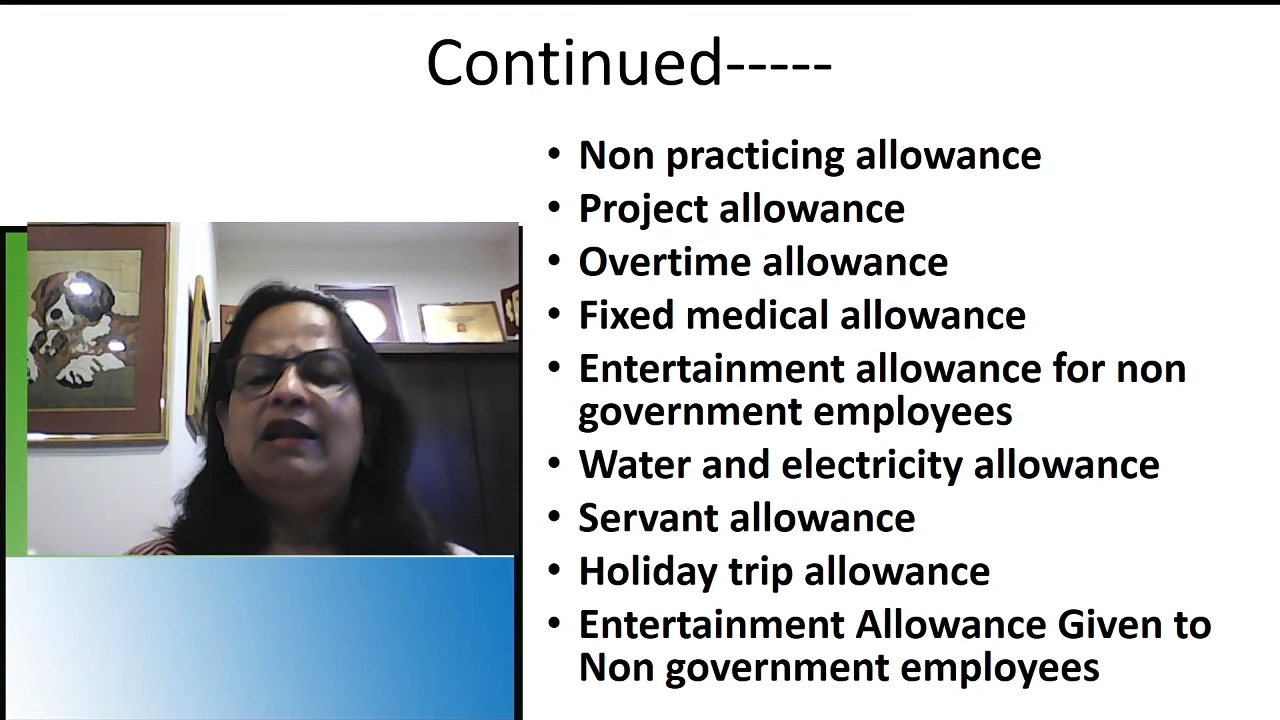 Continued-----
• Non practicing allowance
• Project allowance
• Overtime allowance
• Fixed medical allowance
• Entertainment allowance for non
government employees
• Water and electricity allowance
• Servant allowance
• Holiday trip allowance
• Entertainment Allowance Given to
Non government employees